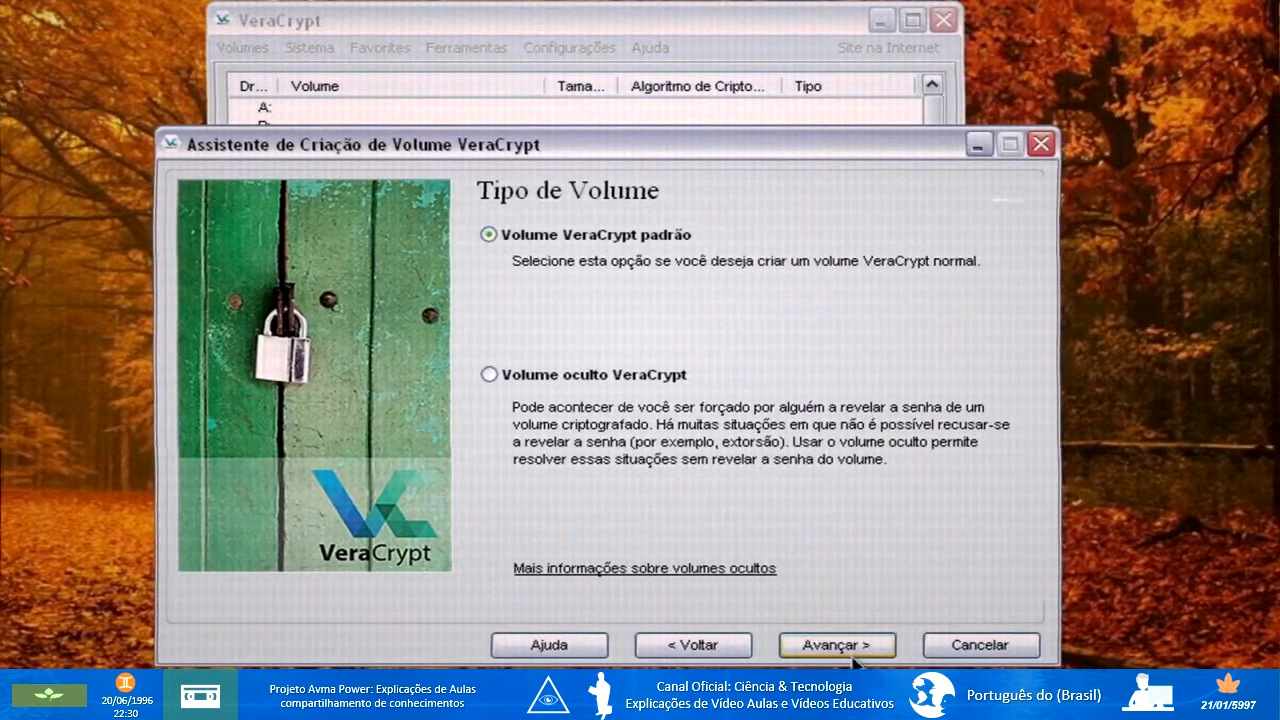 VeraCrypt
Volumes Sistema Favorites Ferramentas Configurações Ajuda Site na Internet
Dr... Volume Tama... Algoritmo de Cripto... Tipo
A:
Assistente de Criação de Volume VeraCrypt
Tipo de Volume
Volume VeraCrypt padrão
Selecione esta opção se você deseja criar um volume VeraCrypt normal.
Volume oculto VeraCrypt
Pode acontecer de você ser forçado por alguém a revelar a senha de um
volume criptografado. Há muitas situações em que não é possível recusar-se
a revelar a senha (por exemplo, extorsão). Usar o volume oculto permite
resolver essas situações sem revelar a senha do volume.
VeraCrypt
Mais informações sobre volumes ocultos
Ajuda < Voltar Avançar > Cancelar
20/06/1996
22:30
Projeto Avma Power: Explicações de Aulas
compartilhamento de conhecimentos
Canal Oficial: Ciência & Tecnologia
Explicações de Vídeo Aulas e Vídeos Educativos
Português do (Brasil)
21/01/5997